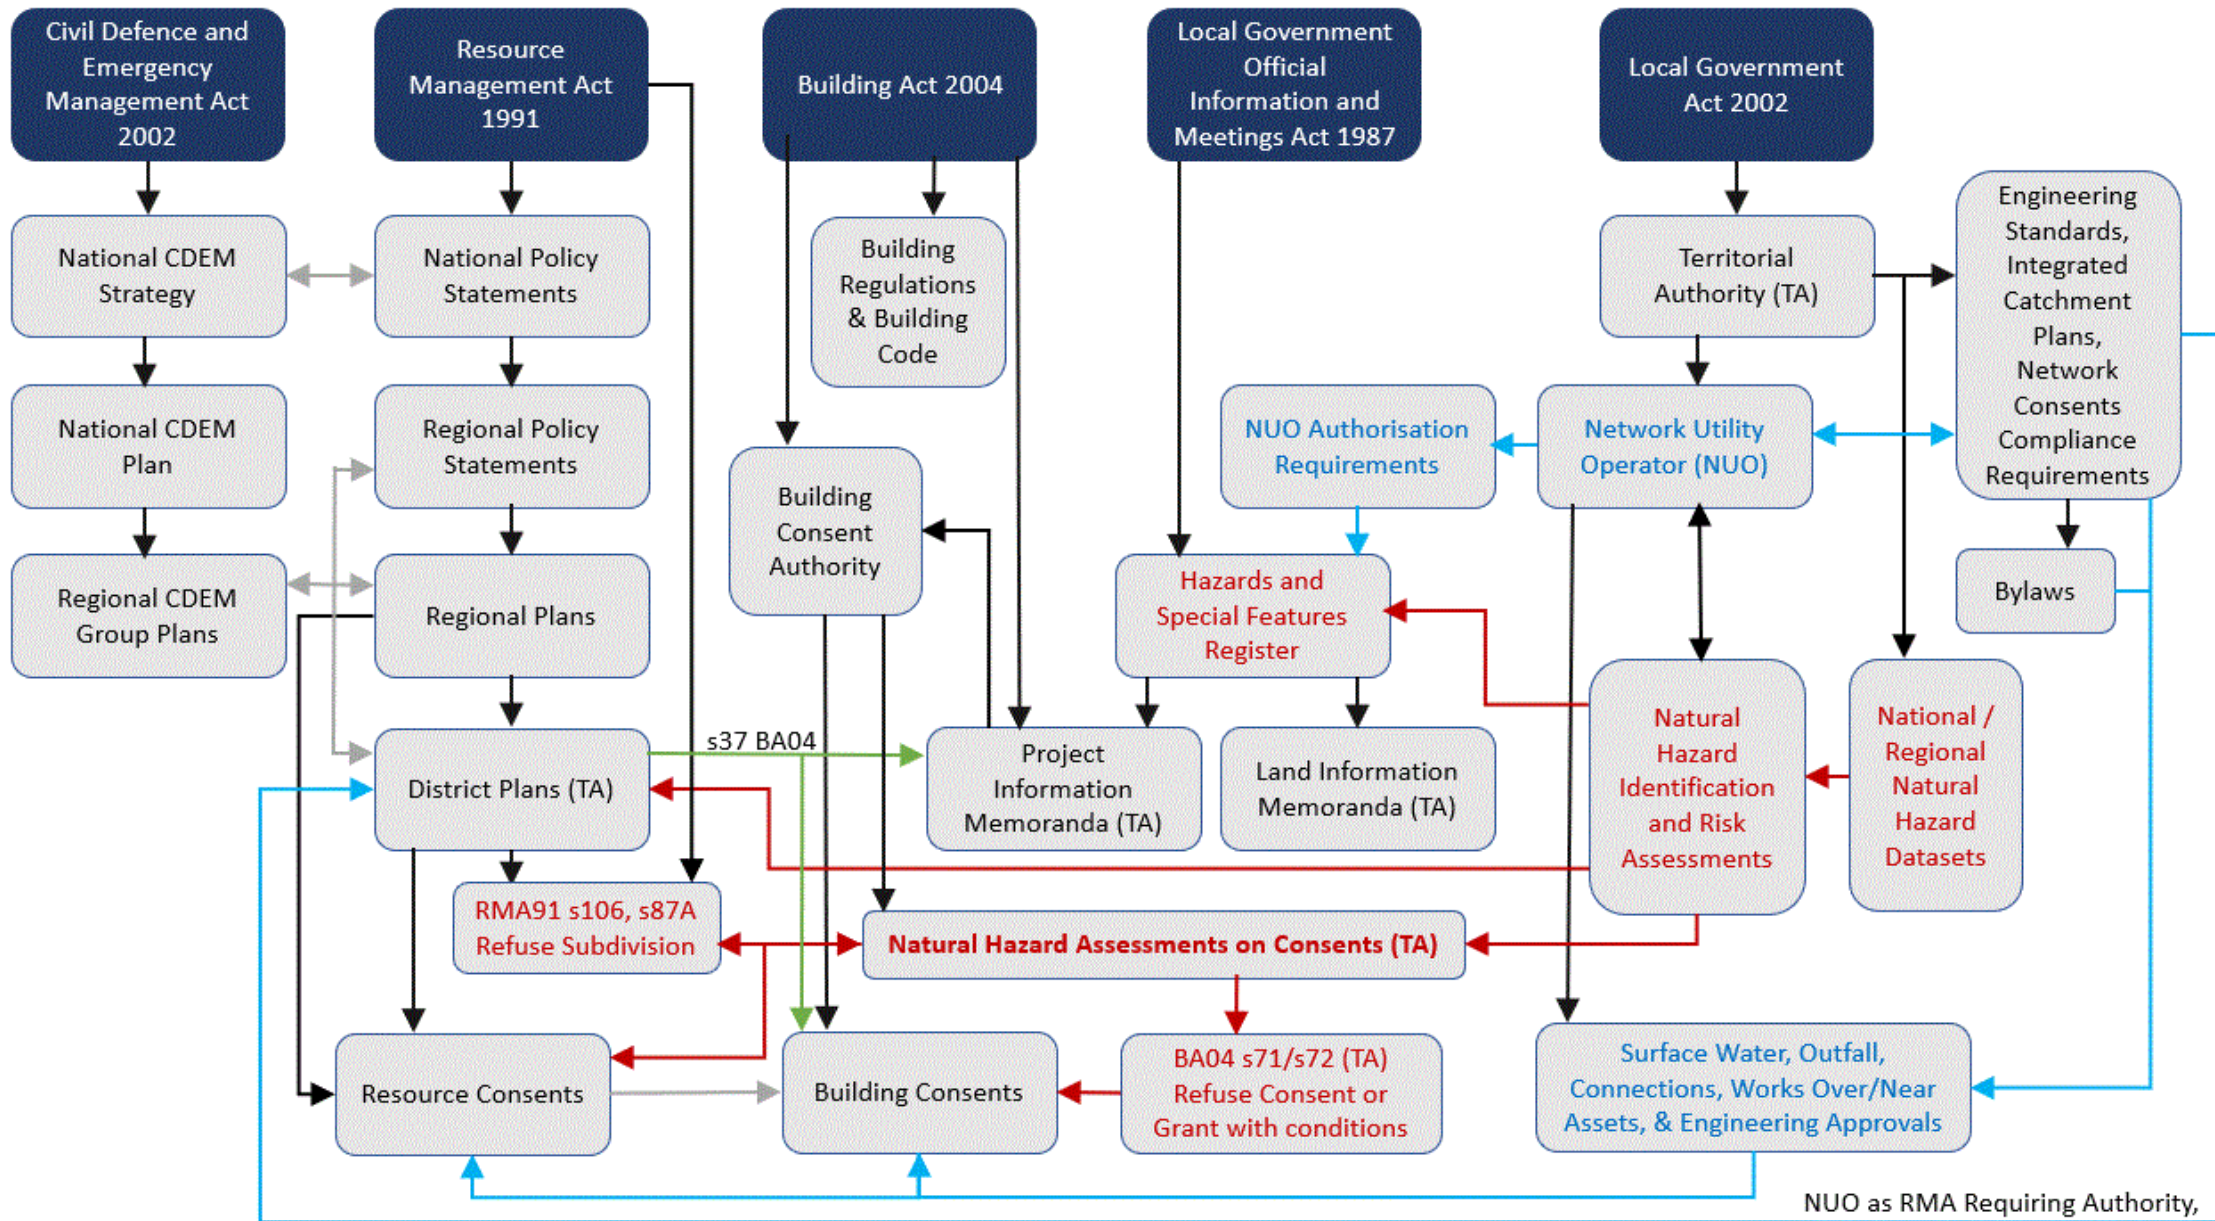 Civil Defence and
Emergency
Management Act
2002
Resource
Management Act
1991
Building Act 2004
Local Government
Official
Information and
Meetings Act 1987
Local Government
Act 2002
National CDEM
Strategy
National Policy
Statements
Building
Regulations
& Building
Code
Territorial
Authority (TA)
Engineering
Standards,
Integrated
Catchment
Plans,
Network
Consents
Compliance
Requirements
National CDEM
Plan
Regional Policy
Statements
Building
Consent
Authority
NUO Authorisation
Requirements
Network Utility
Operator (NUO)
Regional CDEM
Group Plans
Regional Plans
Hazards and
Special Features
Register
Bylaws
District Plans (TA)
s37 BA04
Project
Information
Memoranda (TA)
Land Information
Memoranda (TA)
Natural
Hazard
Identification
and Risk
Assessments
National /
Regional
Natural
Hazard
Datasets
RMA91 s106, s87A
Refuse Subdivision
Natural Hazard Assessments on Consents (TA)
Resource Consents
Building Consents
BA04 s71/s72 (TA)
Refuse Consent or
Grant with conditions
Surface Water, Outfall,
Connections, Works Over/Near
Assets, & Engineering Approvals
NUO as RMA Requiring Authority,